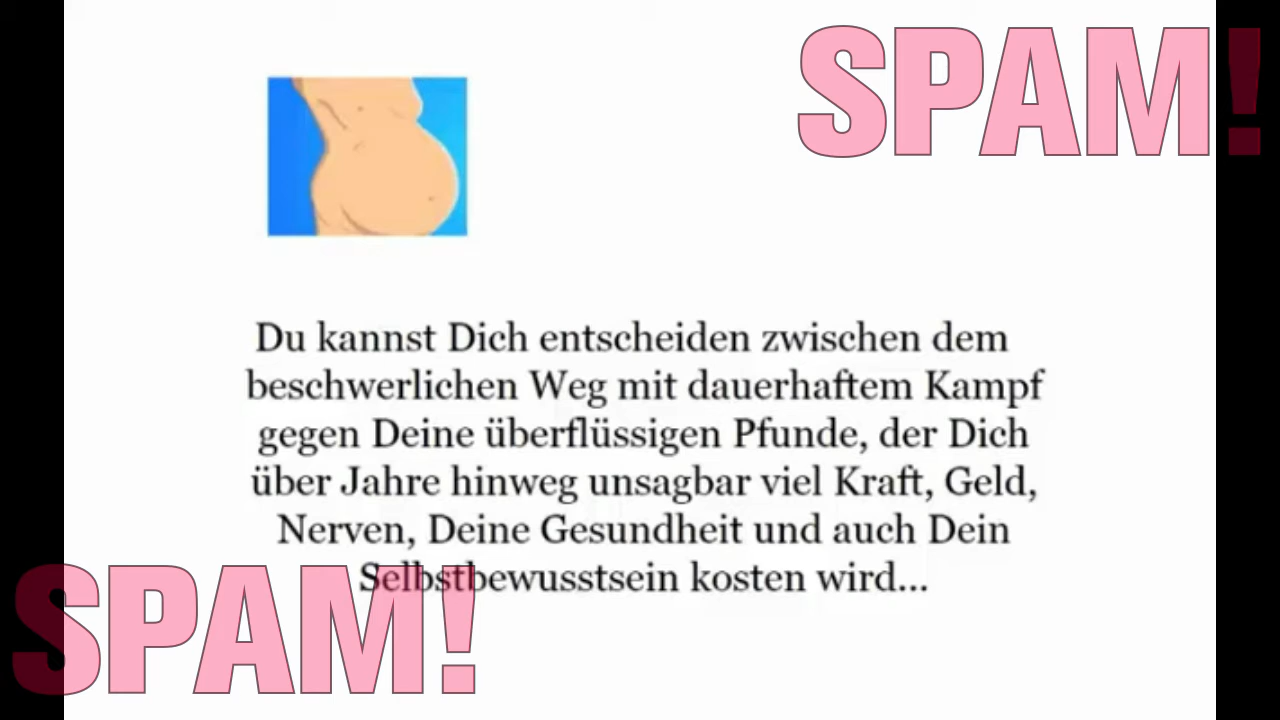 SPAM!
Du kannst Dich entscheiden zwischen dem
beschwerlichen Weg mit dauerhaftem Kampf
gegen Deine überflüssigen Pfunde, der Dich
über Jahre hinweg unsagbar viel Kraft, Geld,
Nerven, Deine Gesundheit und auch Dein
Selbstbewusstsein kosten wird...
SPAM!